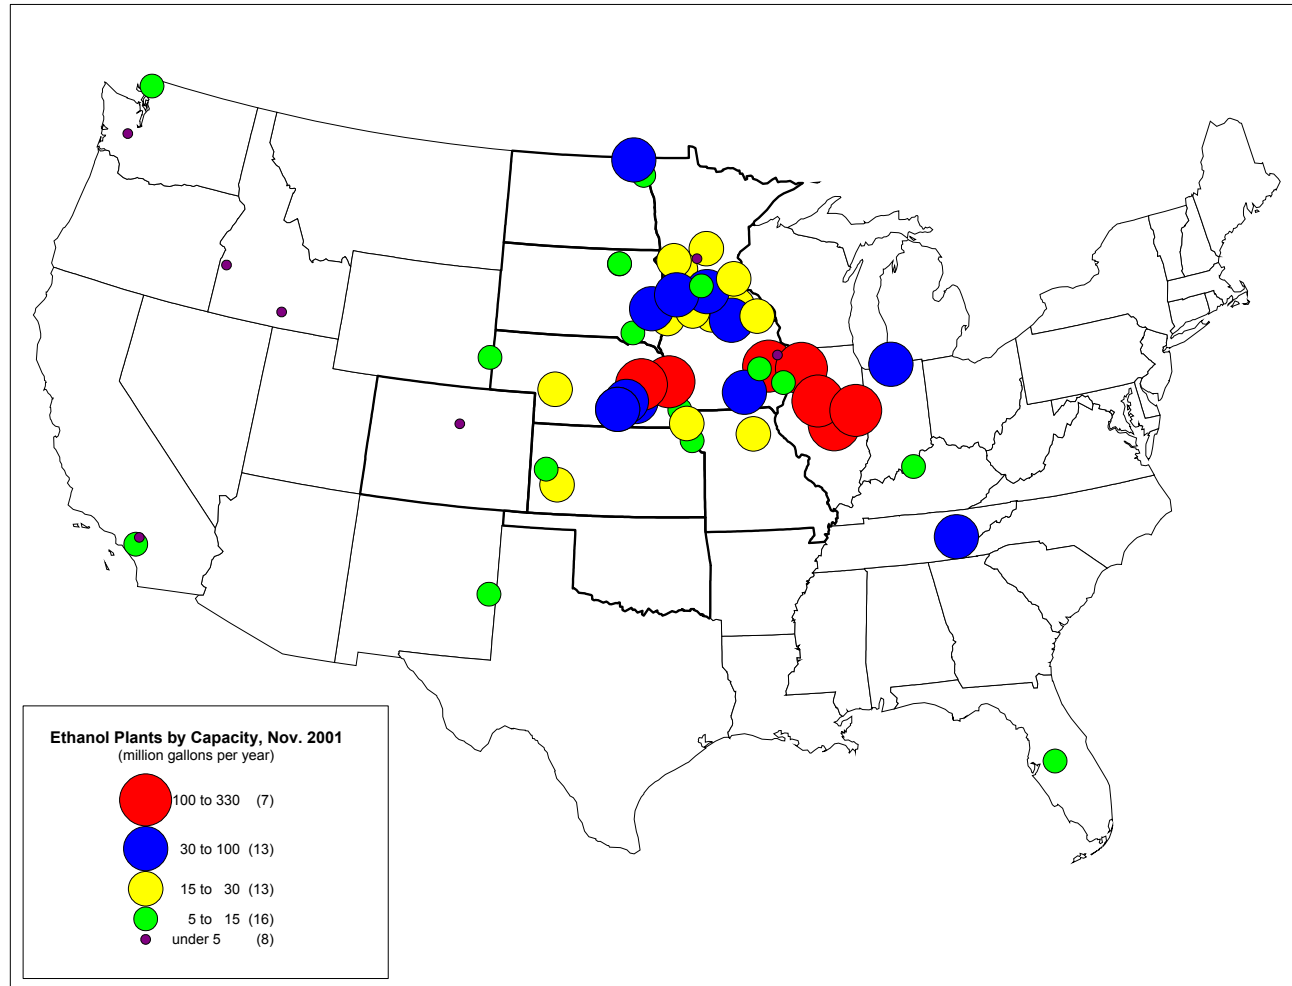 Ethanol Plants by Capacity, Nov. 2001
(million gallons per year)
100 to 330 (7)
30 to 100 (13)
15 to 30 (13)
5 to 15 (16)
under 5 (8)